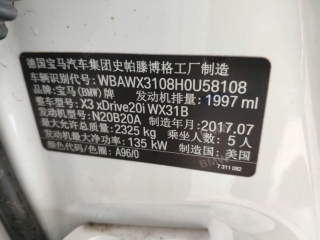 德国宝马汽车集团史帕滕博格工厂制造
车辆识别代号: WBAWX3108H0U58108
品牌: 宝马(BMW)牌 发动机排量: 1997 ml
整车型号: X3 xDrive20i WX31B
发动机型号: N20B20A 制造年月: 2017.07
最大允许总质量: 2325 kg 乘坐人数: 5 人
发动机最大净功率: 135 kW 制造国: 美国
颜色代码/色圈: A96/0
7 311 082